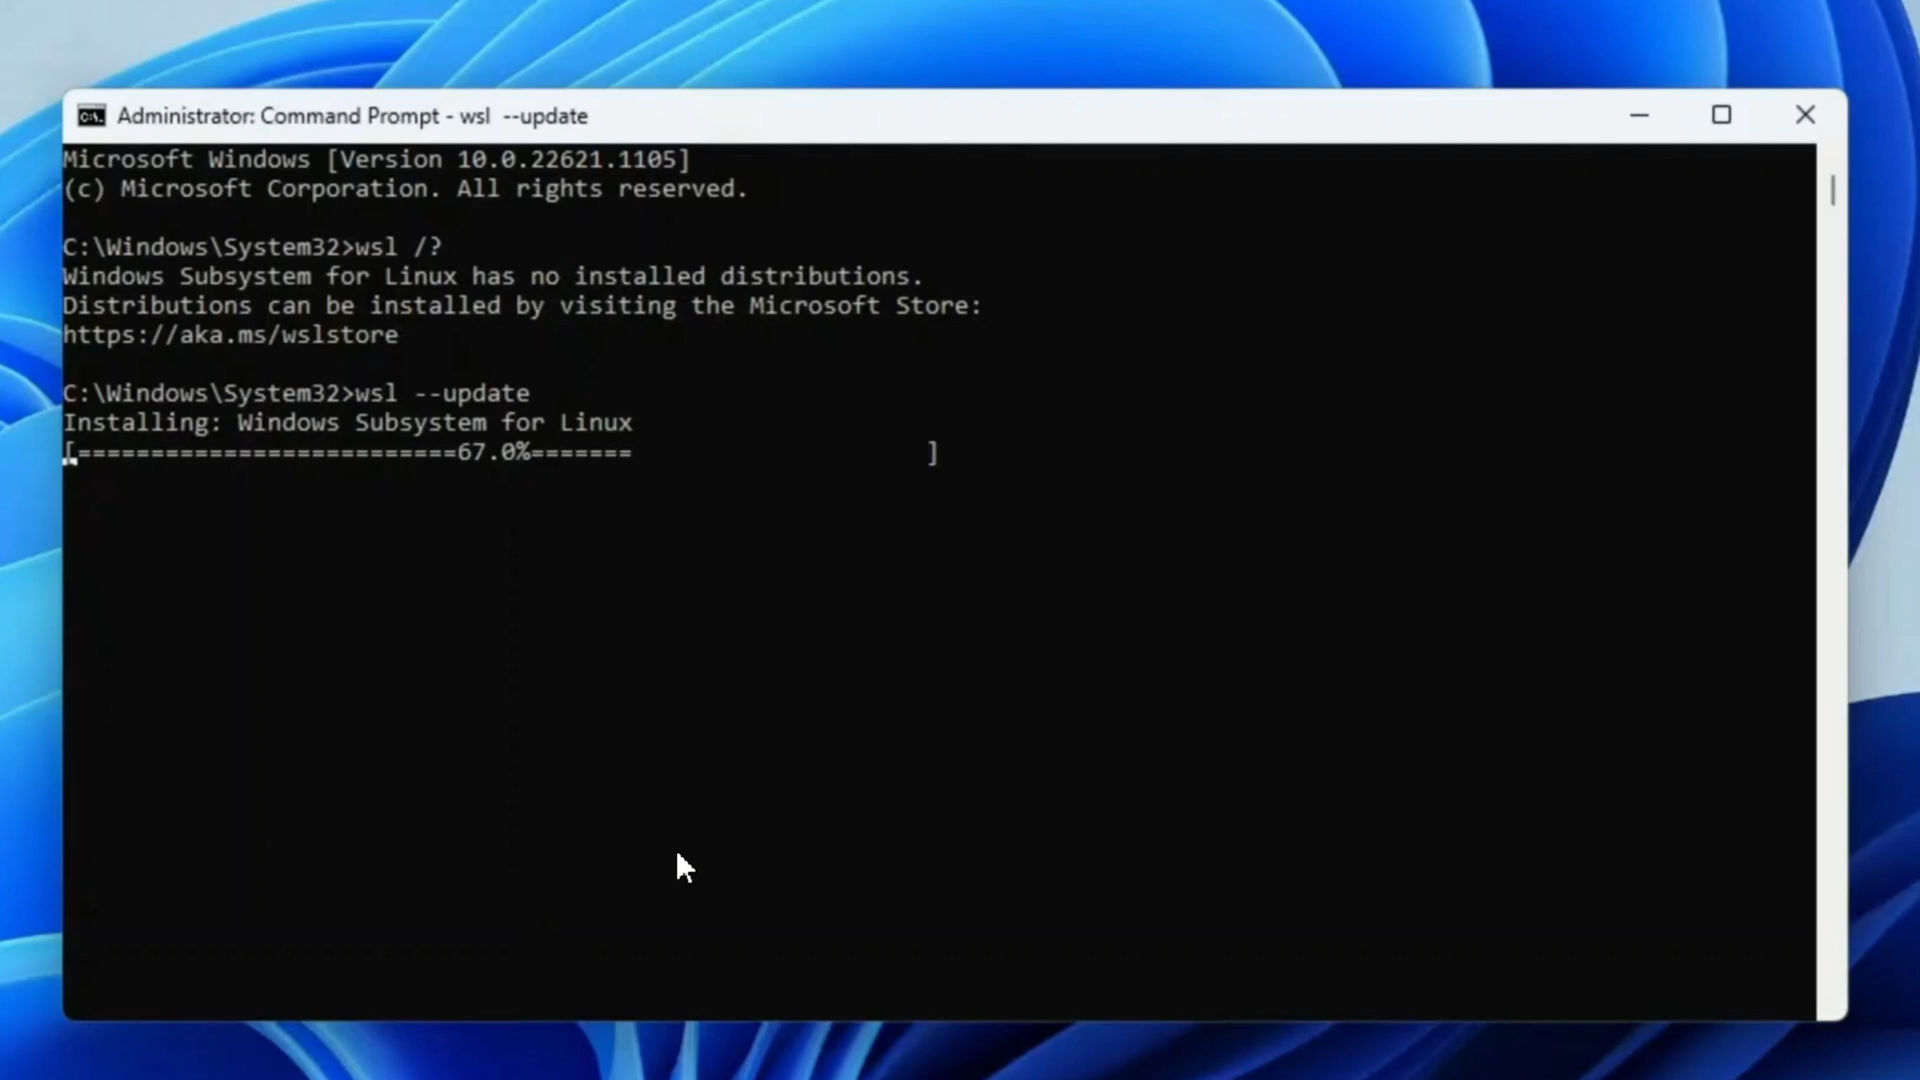 Administrator: Command Prompt - wsl  --update
Microsoft Windows [Version 10.0.22621.1105]
(c) Microsoft Corporation. All rights reserved.
C:\Windows\System32>wsl /?
Windows Subsystem for Linux has no installed distributions.
Distributions can be installed by visiting the Microsoft Store:
https://aka.ms/wslstore
C:\Windows\System32>wsl --update
Installing: Windows Subsystem for Linux
[==========================67.0%=======                    ]